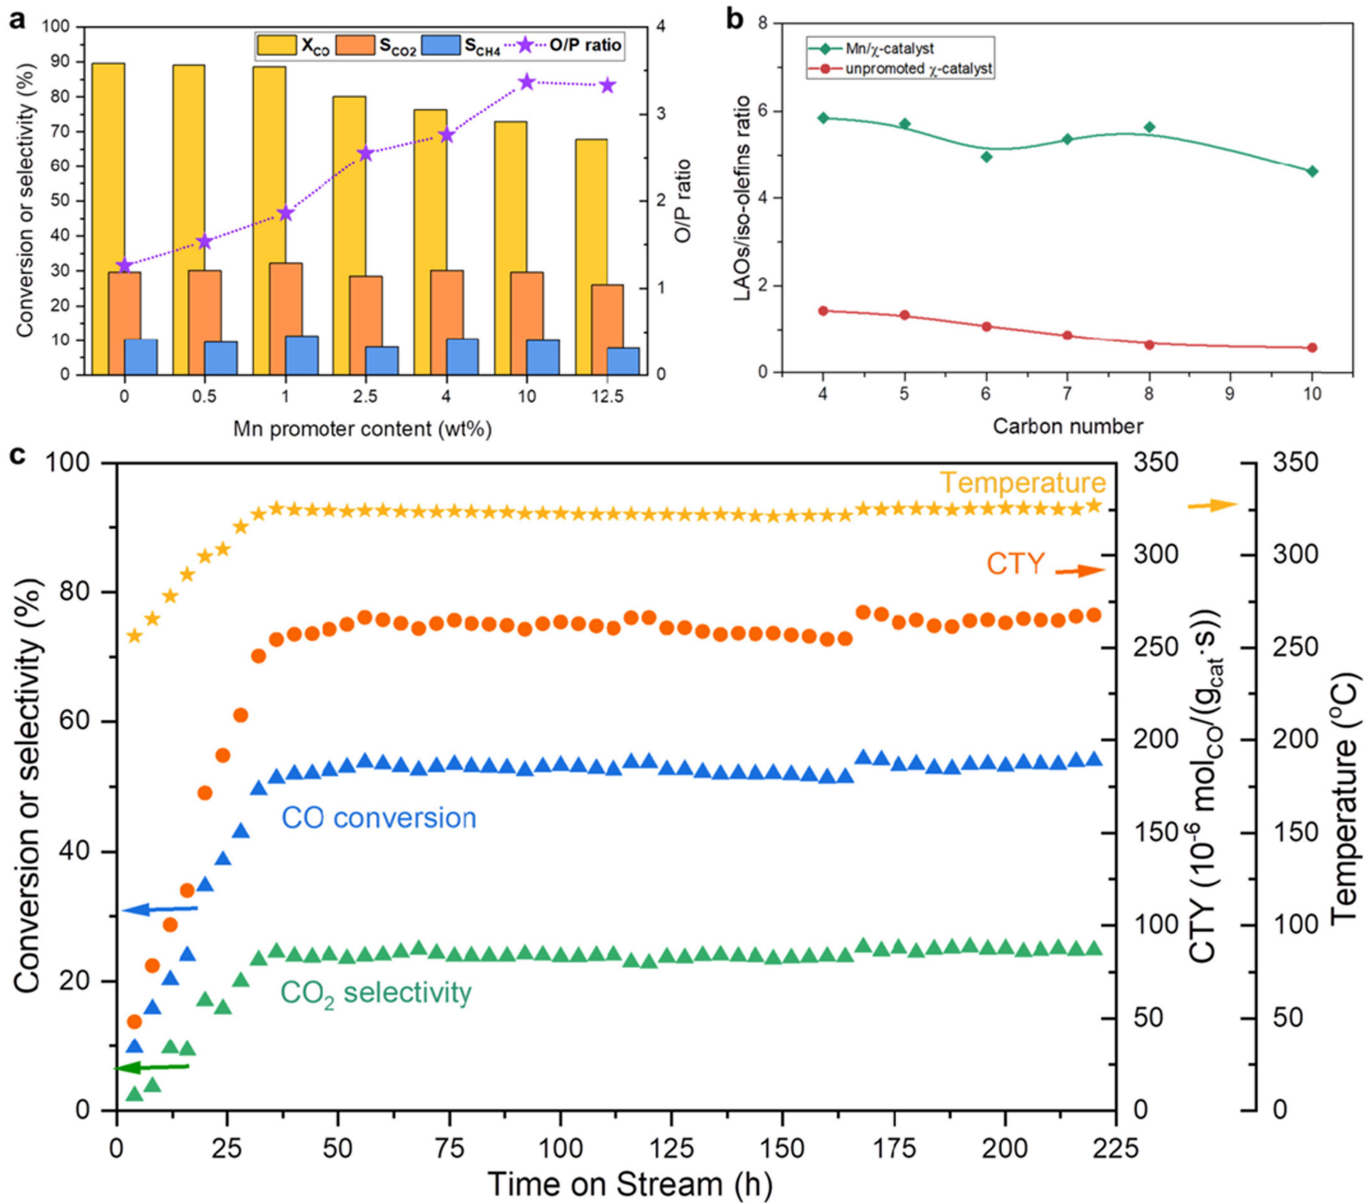 a
X_CO S_CO2 S_CH4 O/P ratio
100
90
80
70
60
50
40
30
20
10
0
Conversion or selectivity (%)
4
3
2
1
0
O/P ratio
0 0.5 1 2.5 4 10 12.5
Mn promoter content (wt%)
b
Mn/χ-catalyst
unpromoted χ-catalyst
8
6
4
2
0
LAOs/iso-olefins ratio
4 5 6 7 8 9 10
Carbon number
c
100
80
60
40
20
0
Conversion or selectivity (%)
Temperature
CTY
CO conversion
CO₂ selectivity
350
300
250
200
150
100
50
0
CTY (10⁻⁶ mol_CO/(g_cat·s))
350
300
250
200
150
100
50
0
Temperature (°C)
0 25 50 75 100 125 150 175 200 225
Time on Stream (h)